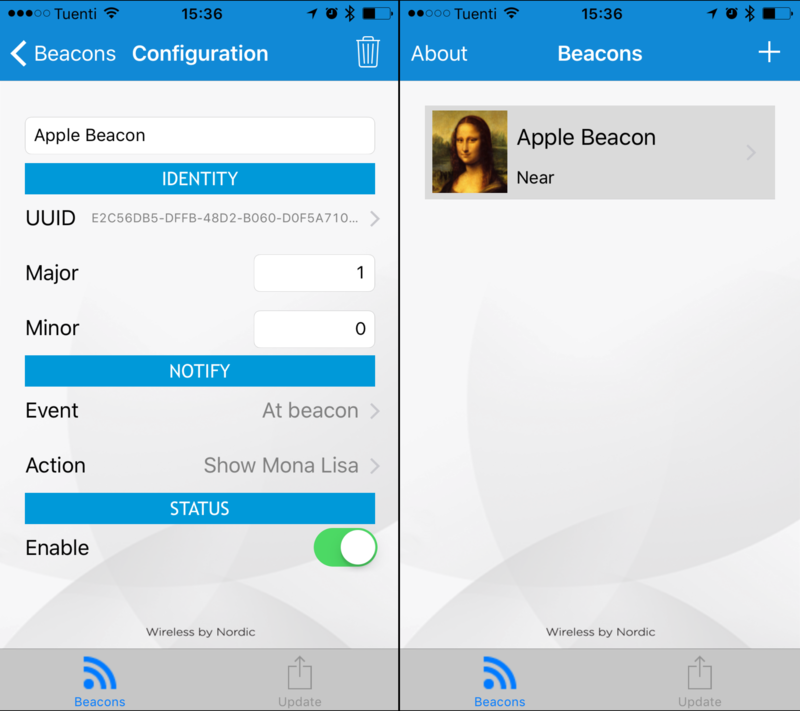 Tuenti 15:36
Beacons Configuration
Apple Beacon
IDENTITY
UUID E2C56DB5-DFFB-48D2-B060-D0F5A710...
Major 1
Minor 0
NOTIFY
Event At beacon
Action Show Mona Lisa
STATUS
Enable
Wireless by Nordic
Beacons Update
Tuenti 15:36
About Beacons
Apple Beacon
Near
Wireless by Nordic
Beacons Update